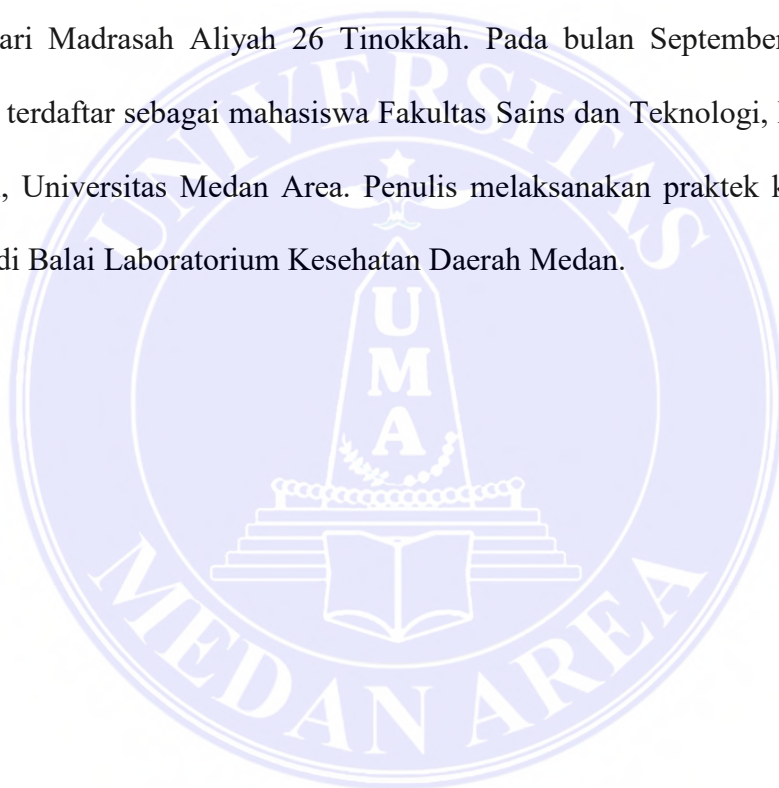 ari Madrasah Aliyah 26 Tinokkah. Pada bulan September
terdaftar sebagai mahasiswa Fakultas Sains dan Teknologi,
, Universitas Medan Area. Penulis melaksanakan praktek
di Balai Laboratorium Kesehatan Daerah Medan.
UNIVERSITAS
UMA
MEDAN AREA